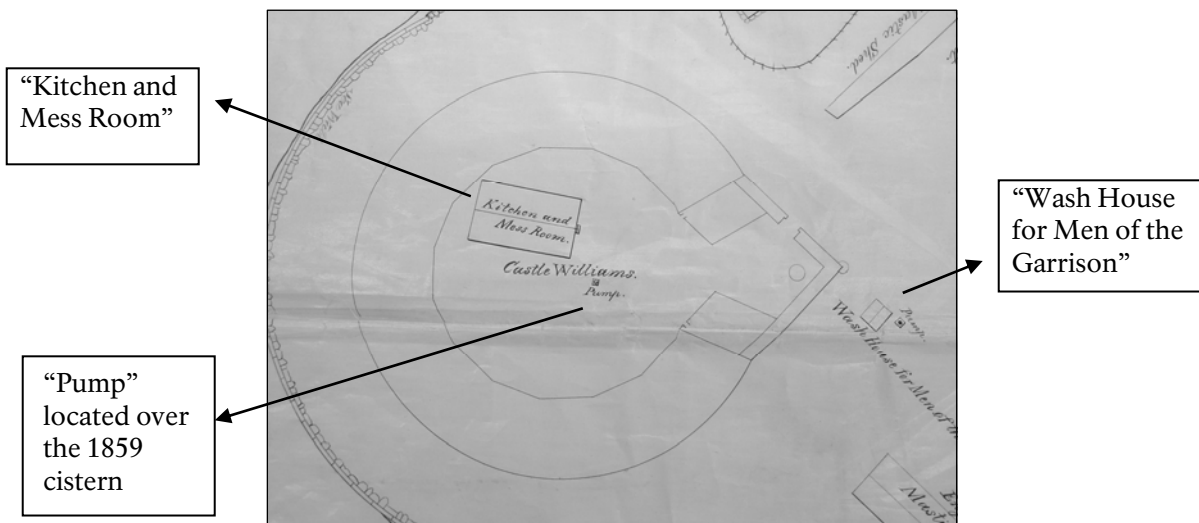 “Kitchen and
Mess Room”
“Pump”
located over
the 1859
cistern
Kitchen and
Mess Room.
Castle Williams.
Pump.
Shed.
Pump.
Wash House for Men of
“Wash House
for Men of the
Garrison”